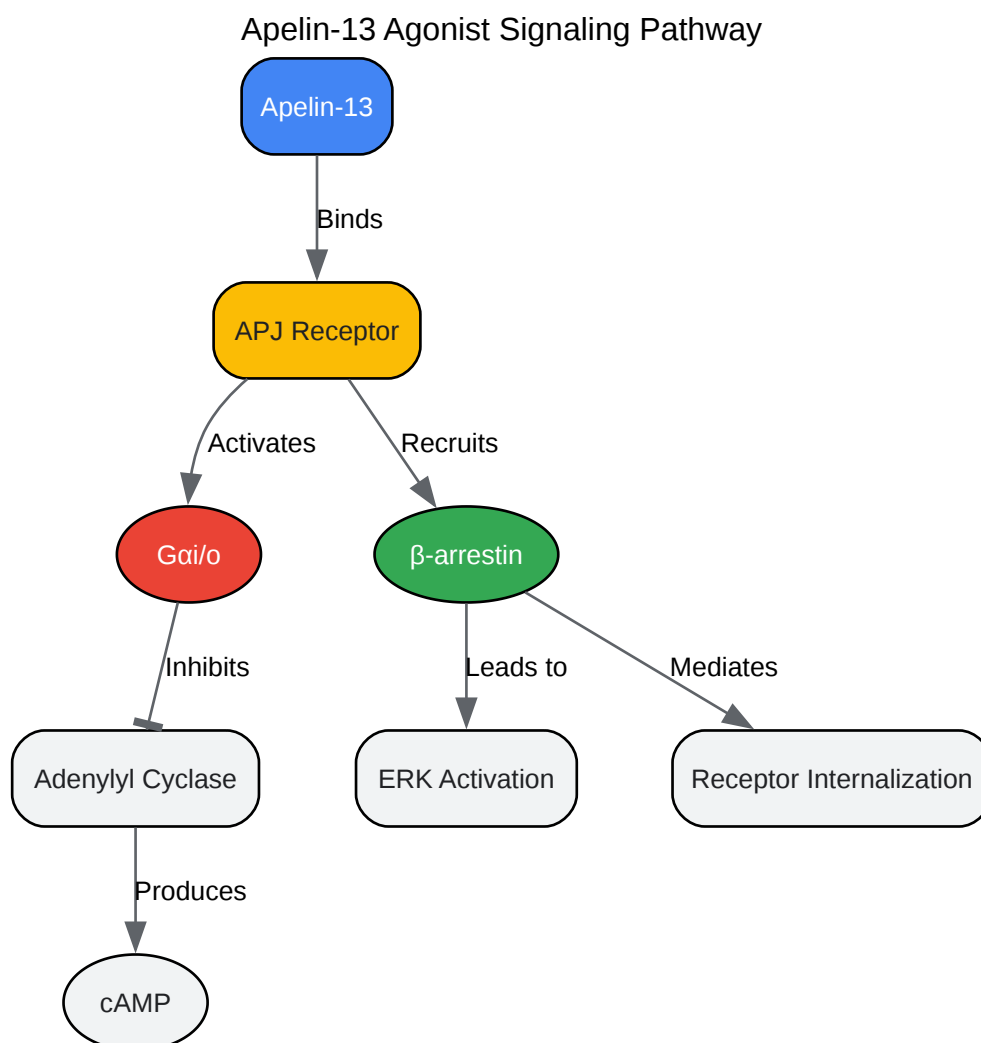 Apelin-13 Agonist Signaling Pathway
Apelin-13
Binds
APJ Receptor
Activates
Recruits
Gαi/o
β-arrestin
Inhibits
Leads to
Mediates
Adenylyl Cyclase
ERK Activation
Receptor Internalization
Produces
cAMP